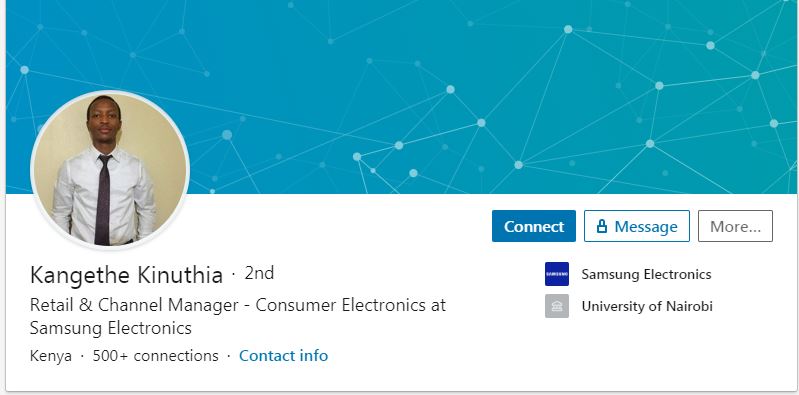 Connect
Message
More...
Kangethe Kinuthia · 2nd
Retail & Channel Manager - Consumer Electronics at
Samsung Electronics
Kenya · 500+ connections · Contact info
SAMSUNG
Samsung Electronics
University of Nairobi